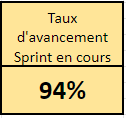 Taux
d'avancement
Sprint en cours
94%